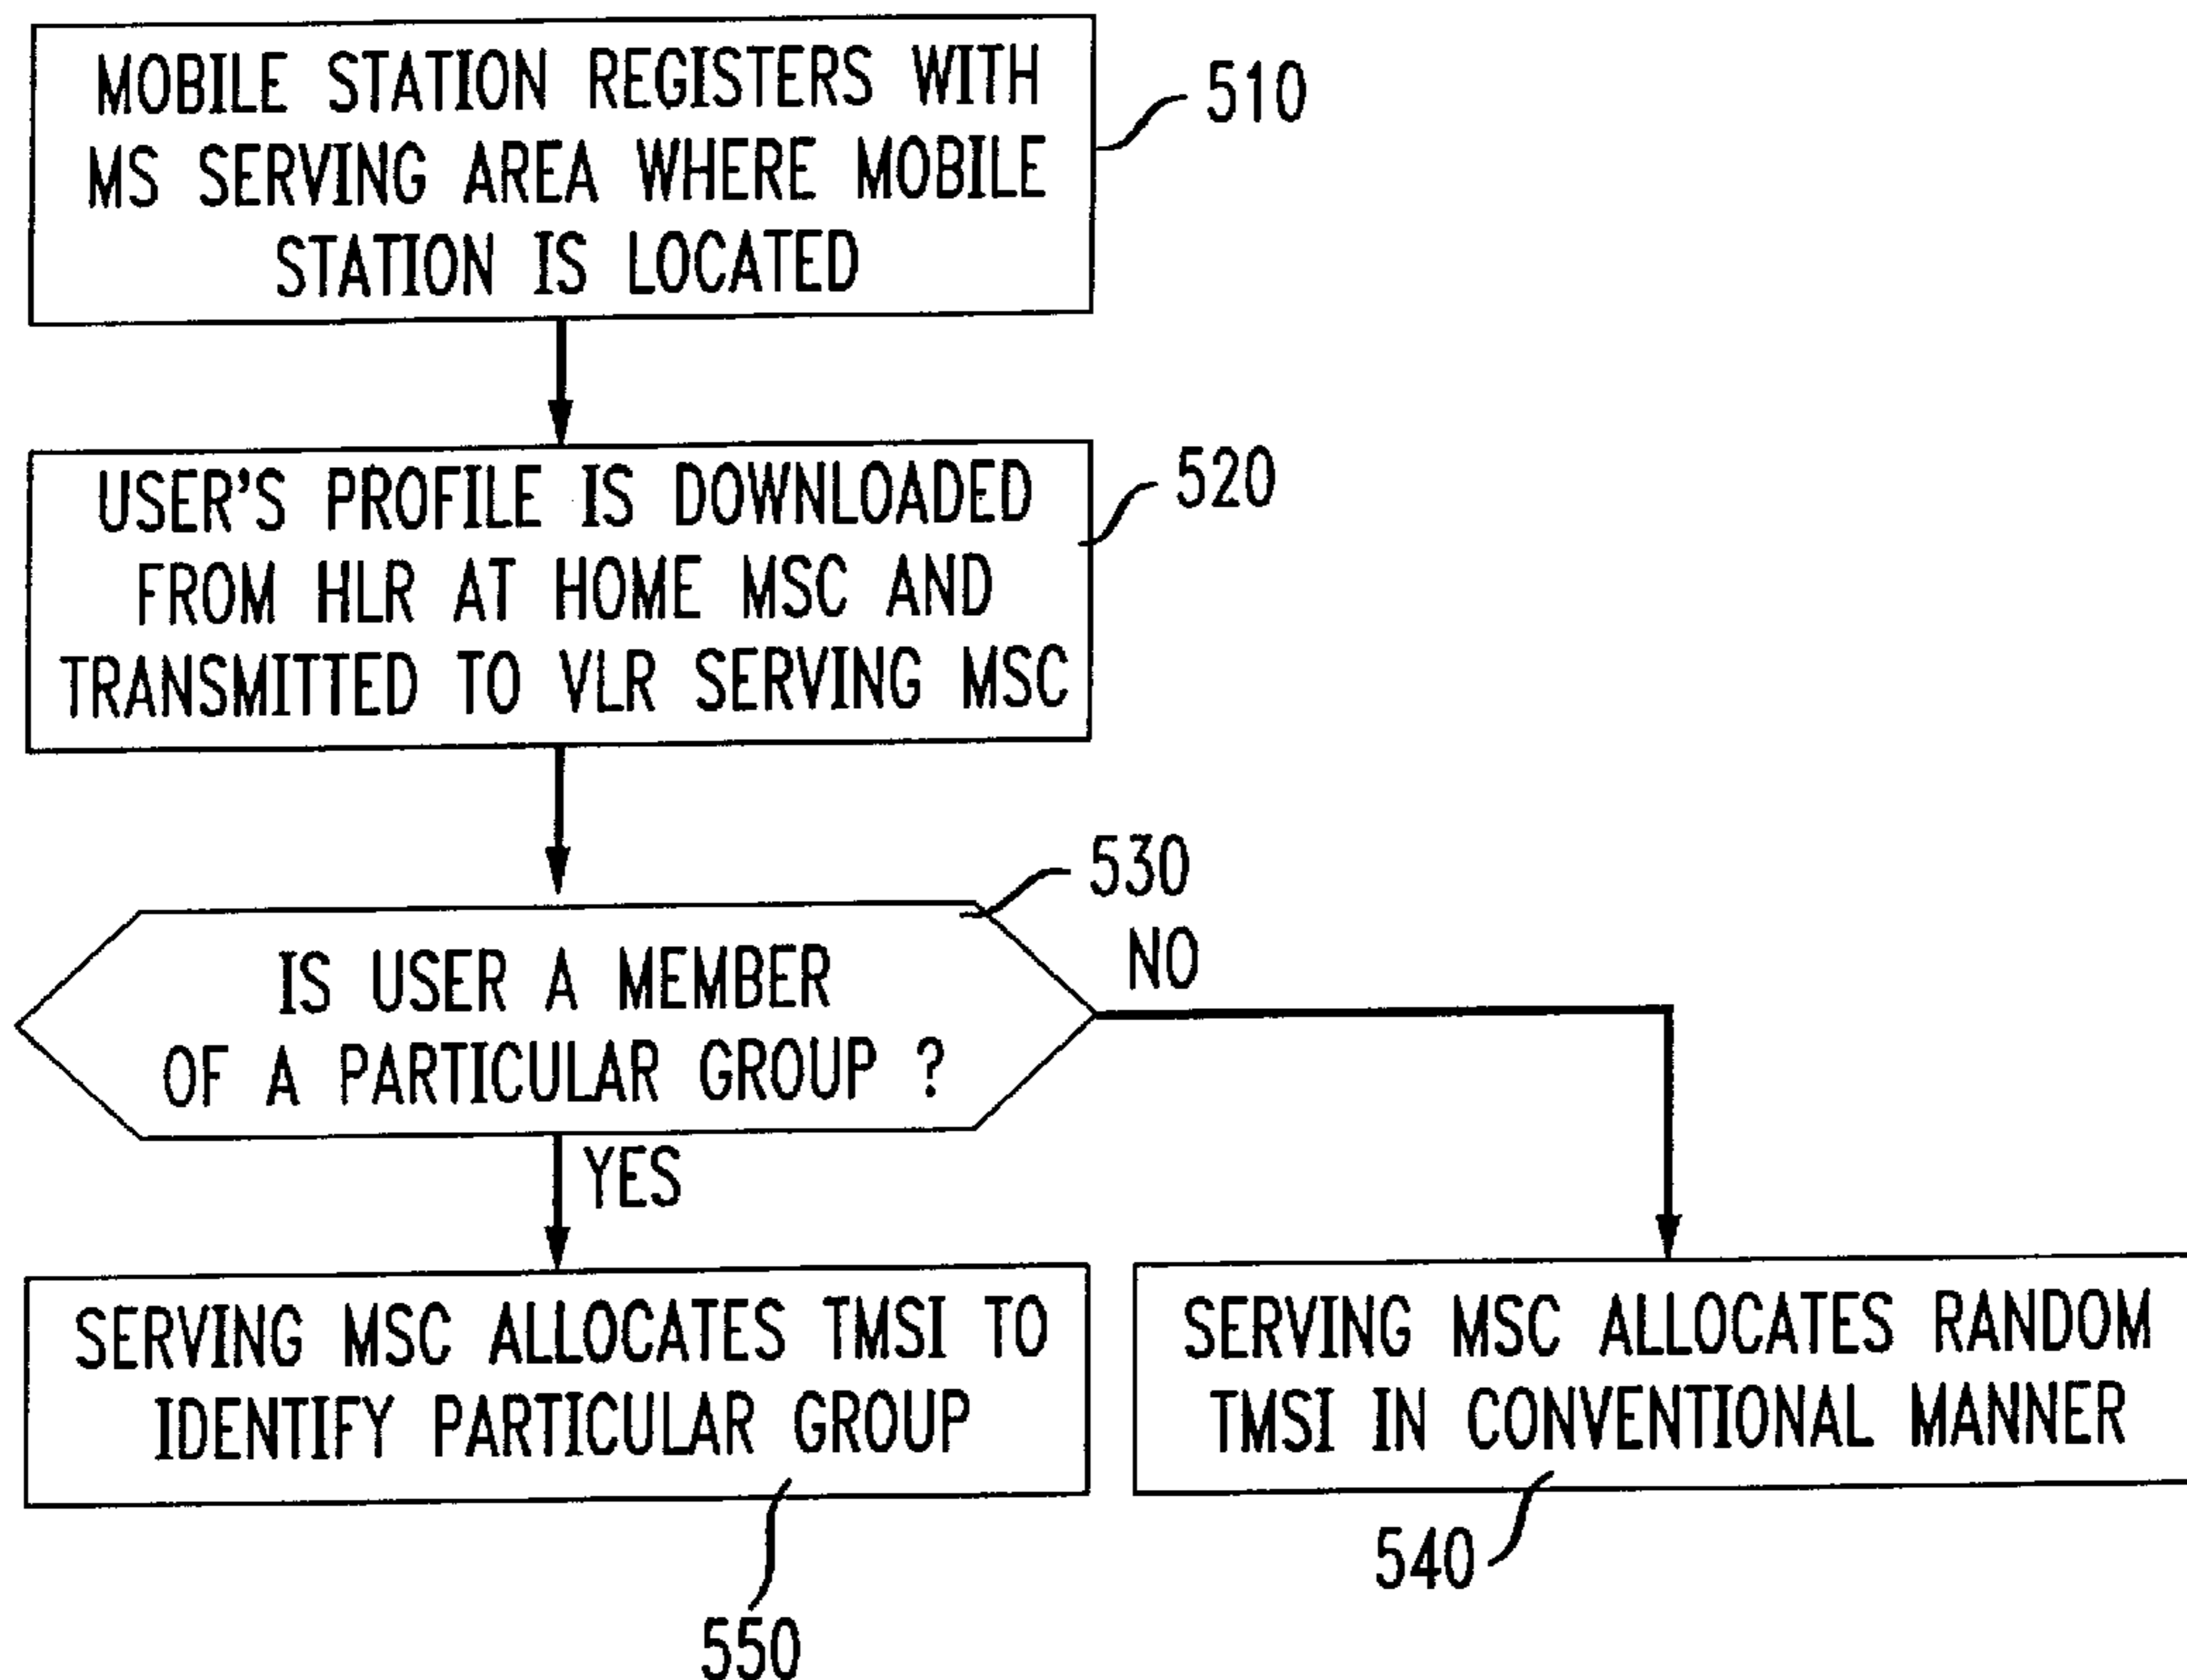 MOBILE STATION REGISTERS WITH
MS SERVING AREA WHERE MOBILE
STATION IS LOCATED
510
USER'S PROFILE IS DOWNLOADED
FROM HLR AT HOME MSC AND
TRANSMITTED TO VLR SERVING MSC
520
530
IS USER A MEMBER
OF A PARTICULAR GROUP ?
NO
YES
SERVING MSC ALLOCATES TMSI TO
IDENTIFY PARTICULAR GROUP
550
SERVING MSC ALLOCATES RANDOM
TMSI IN CONVENTIONAL MANNER
540